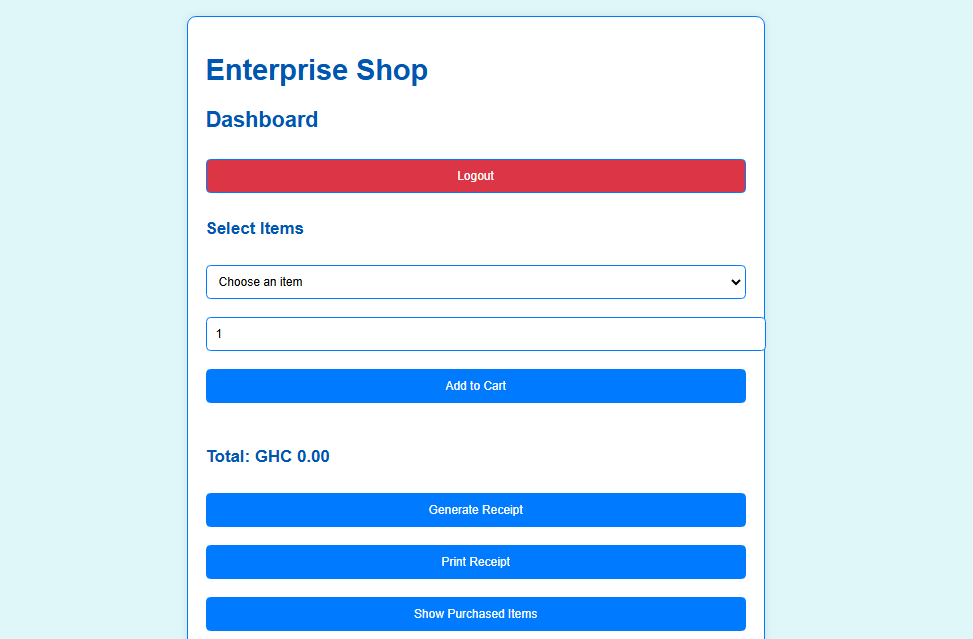 Enterprise Shop
Dashboard
Logout
Select Items
Choose an item
1
Add to Cart
Total: GHC 0.00
Generate Receipt
Print Receipt
Show Purchased Items